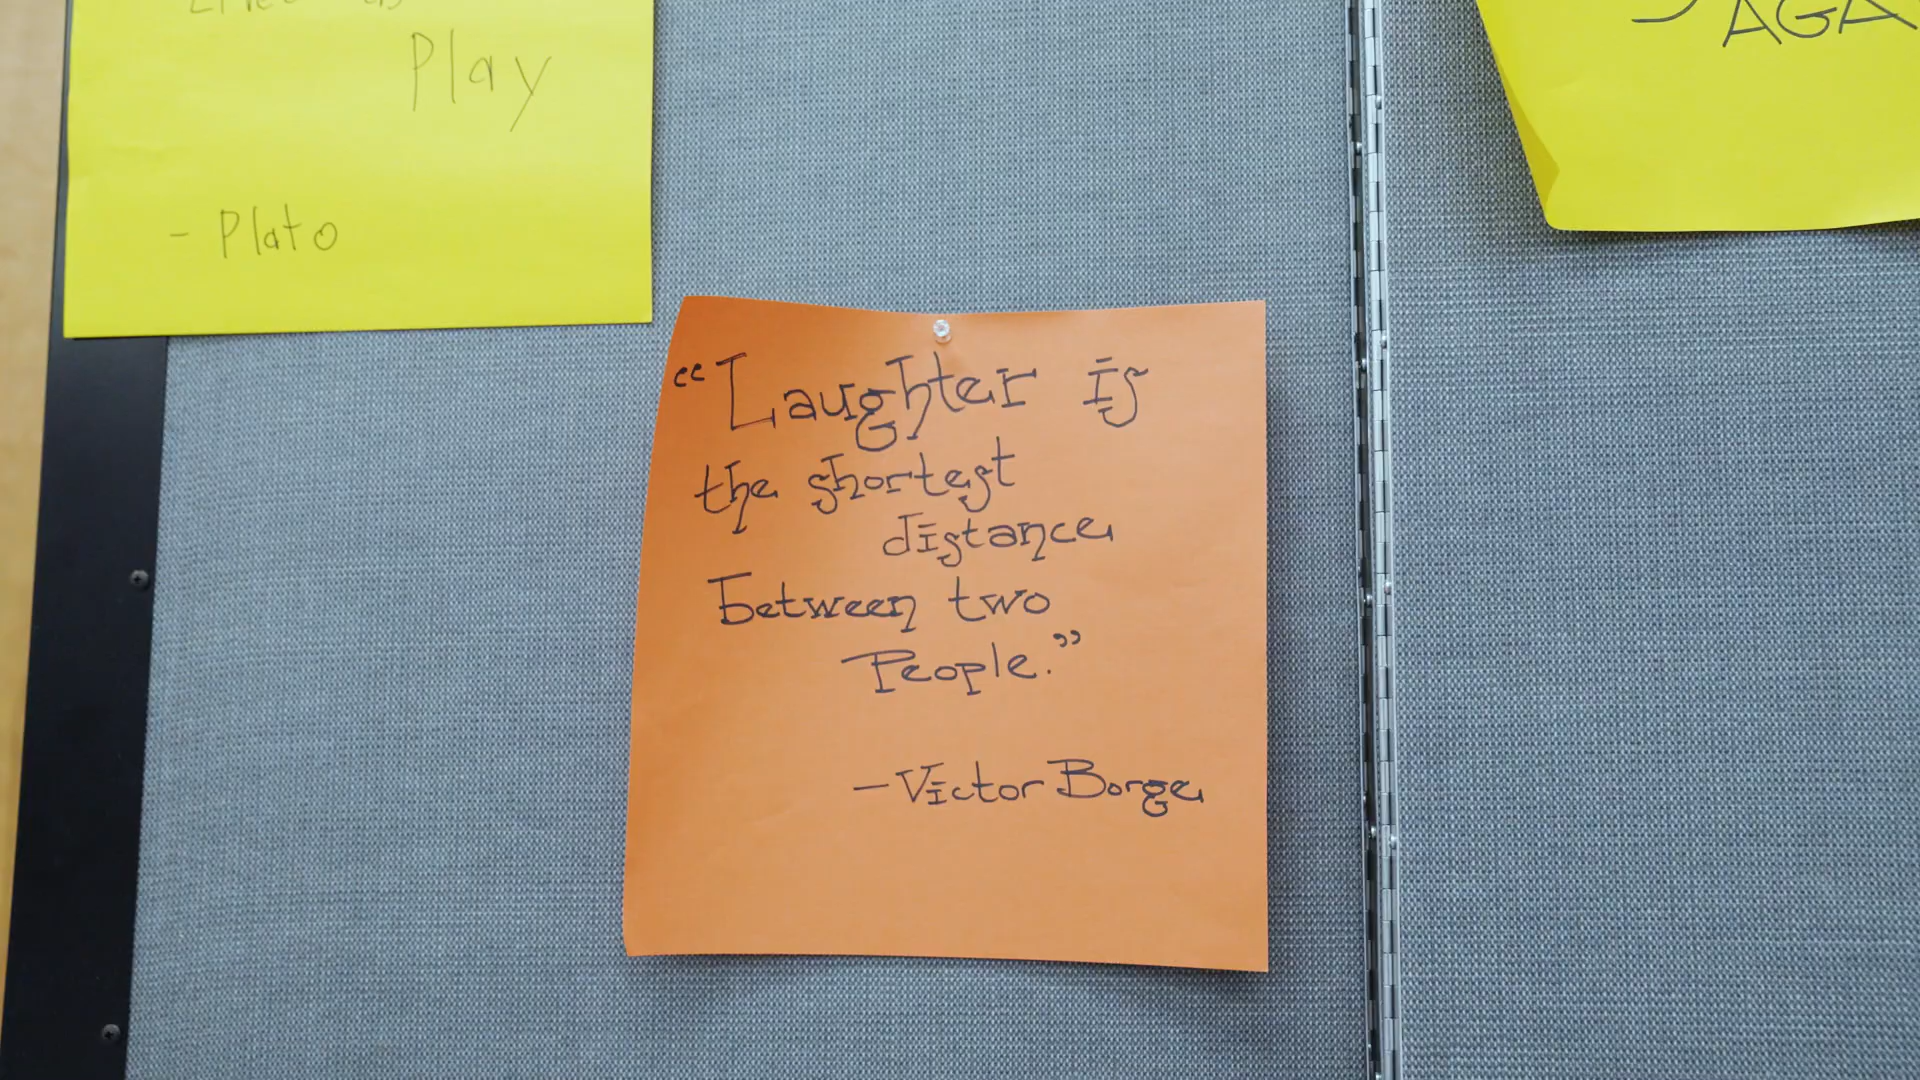 Play
- Plato
AGA
"Laughter is
the shortest
distance
between two
People."
-Victor Borge